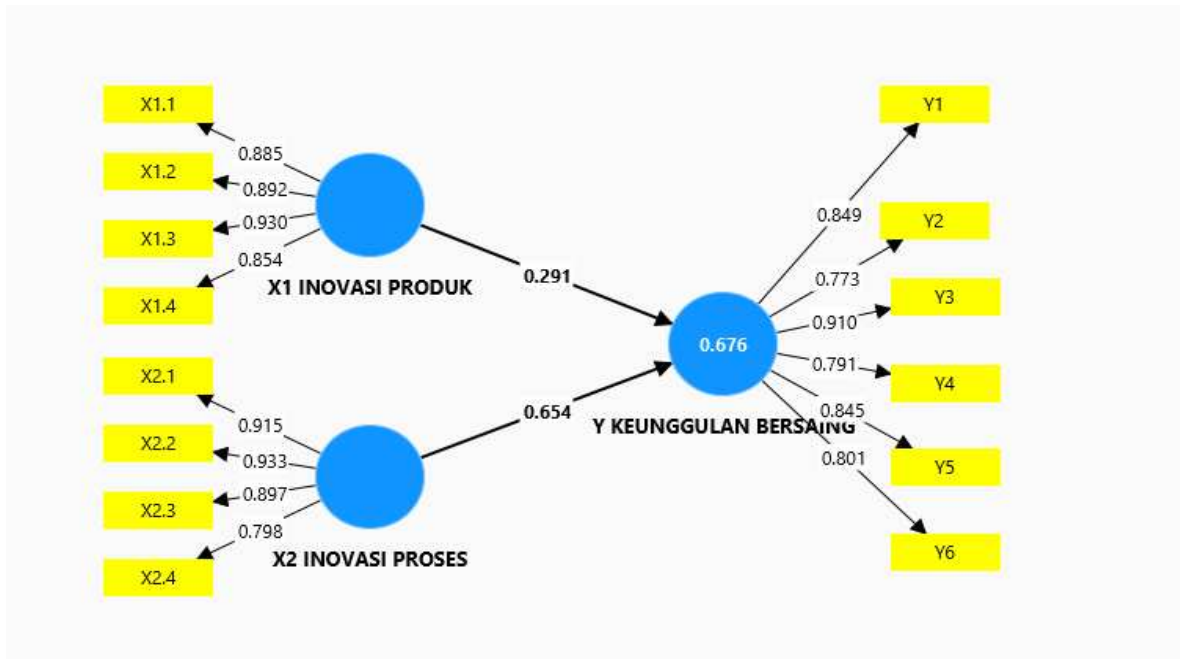 X1.1
X1.2
X1.3
X1.4
0.885
0.892
0.930
0.854
X1 INOVASI PRODUK
0.291
X2.1
X2.2
X2.3
X2.4
0.915
0.933
0.897
0.798
X2 INOVASI PROSES
0.654
0.676
Y KEUNGGULAN BERSAING
0.849
0.773
0.910
0.791
0.845
0.801
Y1
Y2
Y3
Y4
Y5
Y6